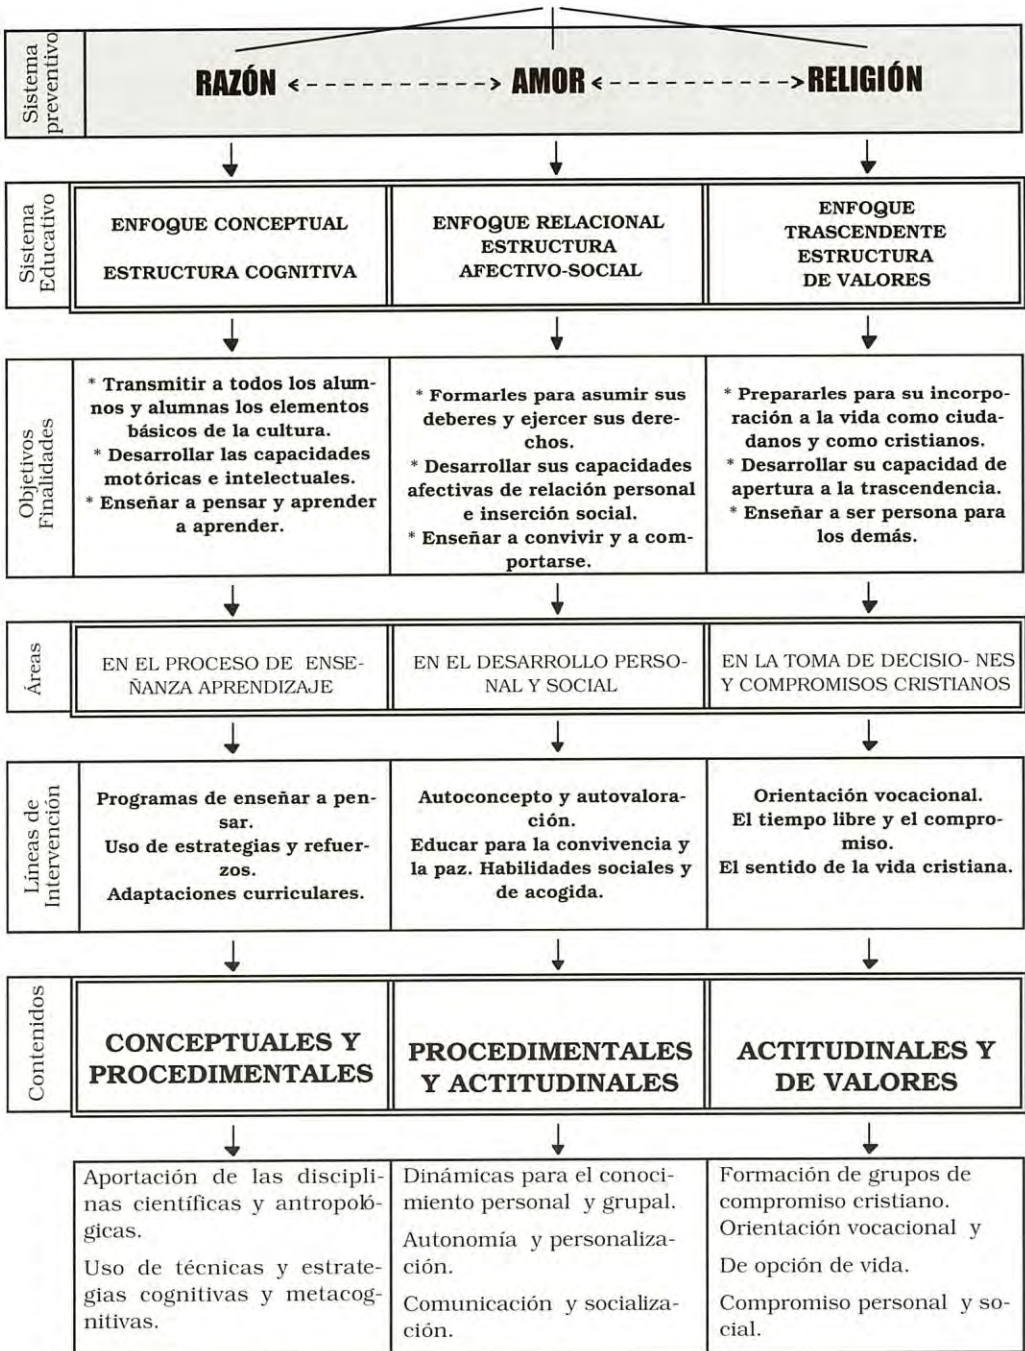 Sistema
preventivo
RAZÓN <-----------> AMOR <-----------> RELIGIÓN
Sistema
Educativo
ENFOQUE CONCEPTUAL
ESTRUCTURA COGNITIVA
ENFOQUE RELACIONAL
ESTRUCTURA
AFECTIVO-SOCIAL
ENFOQUE
TRASCENDENTE
ESTRUCTURA
DE VALORES
Objetivos
Finalidades
* Transmitir a todos los alum-
nos y alumnas los elementos
básicos de la cultura.
* Desarrollar las capacidades
motóricas e intelectuales.
* Enseñar a pensar y aprender
a aprender.
* Formarles para asumir sus
deberes y ejercer sus dere-
chos.
* Desarrollar sus capacidades
afectivas de relación personal
e inserción social.
* Enseñar a convivir y a com-
portarse.
* Prepararles para su incorpo-
ración a la vida como ciuda-
danos y como cristianos.
* Desarrollar su capacidad de
apertura a la trascendencia.
* Enseñar a ser persona para
los demás.
Áreas
EN EL PROCESO DE ENSE-
ÑANZA APRENDIZAJE
EN EL DESARROLLO PERSO-
NAL Y SOCIAL
EN LA TOMA DE DECISIO- NES
Y COMPROMISOS CRISTIANOS
Líneas de
Intervención
Programas de enseñar a pen-
sar.
Uso de estrategias y refuer-
zos.
Adaptaciones curriculares.
Autoconcepto y autovalora-
ción.
Educar para la convivencia y
la paz. Habilidades sociales y
de acogida.
Orientación vocacional.
El tiempo libre y el compro-
miso.
El sentido de la vida cristiana.
Contenidos
CONCEPTUALES Y
PROCEDIMENTALES
PROCEDIMENTALES
Y ACTITUDINALES
ACTITUDINALES Y
DE VALORES
Aportación de las discipli-
nas científicas y antropoló-
gicas.
Uso de técnicas y estrate-
gias cognitivas y metacog-
nitivas.
Dinámicas para el conoci-
miento personal y grupal.
Autonomía y personaliza-
ción.
Comunicación y socializa-
ción.
Formación de grupos de
compromiso cristiano.
Orientación vocacional y
De opción de vida.
Compromiso personal y so-
cial.